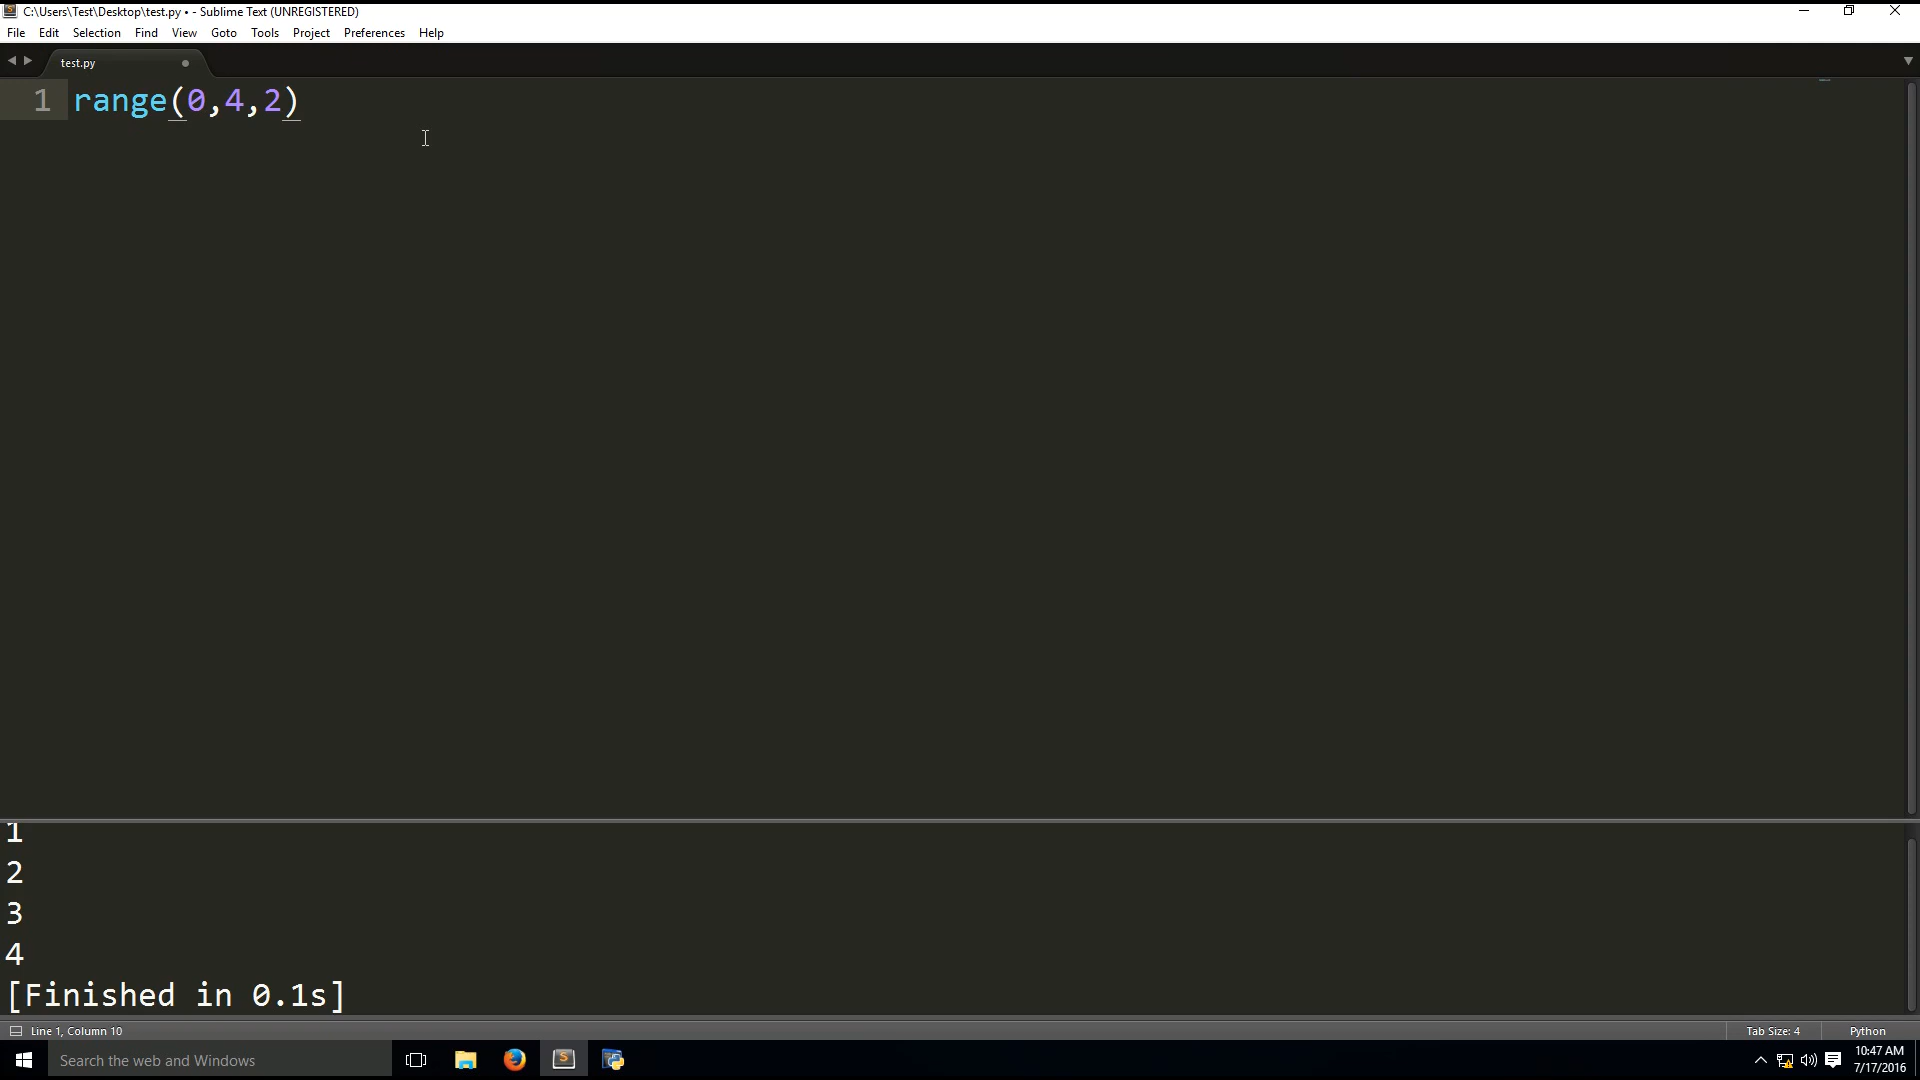 C:\Users\Test\Desktop\test.py • - Sublime Text (UNREGISTERED)
File Edit Selection Find View Goto Tools Project Preferences Help
test.py
1 range(0,4,2)
1
2
3
4
[Finished in 0.1s]
Line 1, Column 10 Tab Size: 4 Python
Search the web and Windows
10:47 AM
7/17/2016